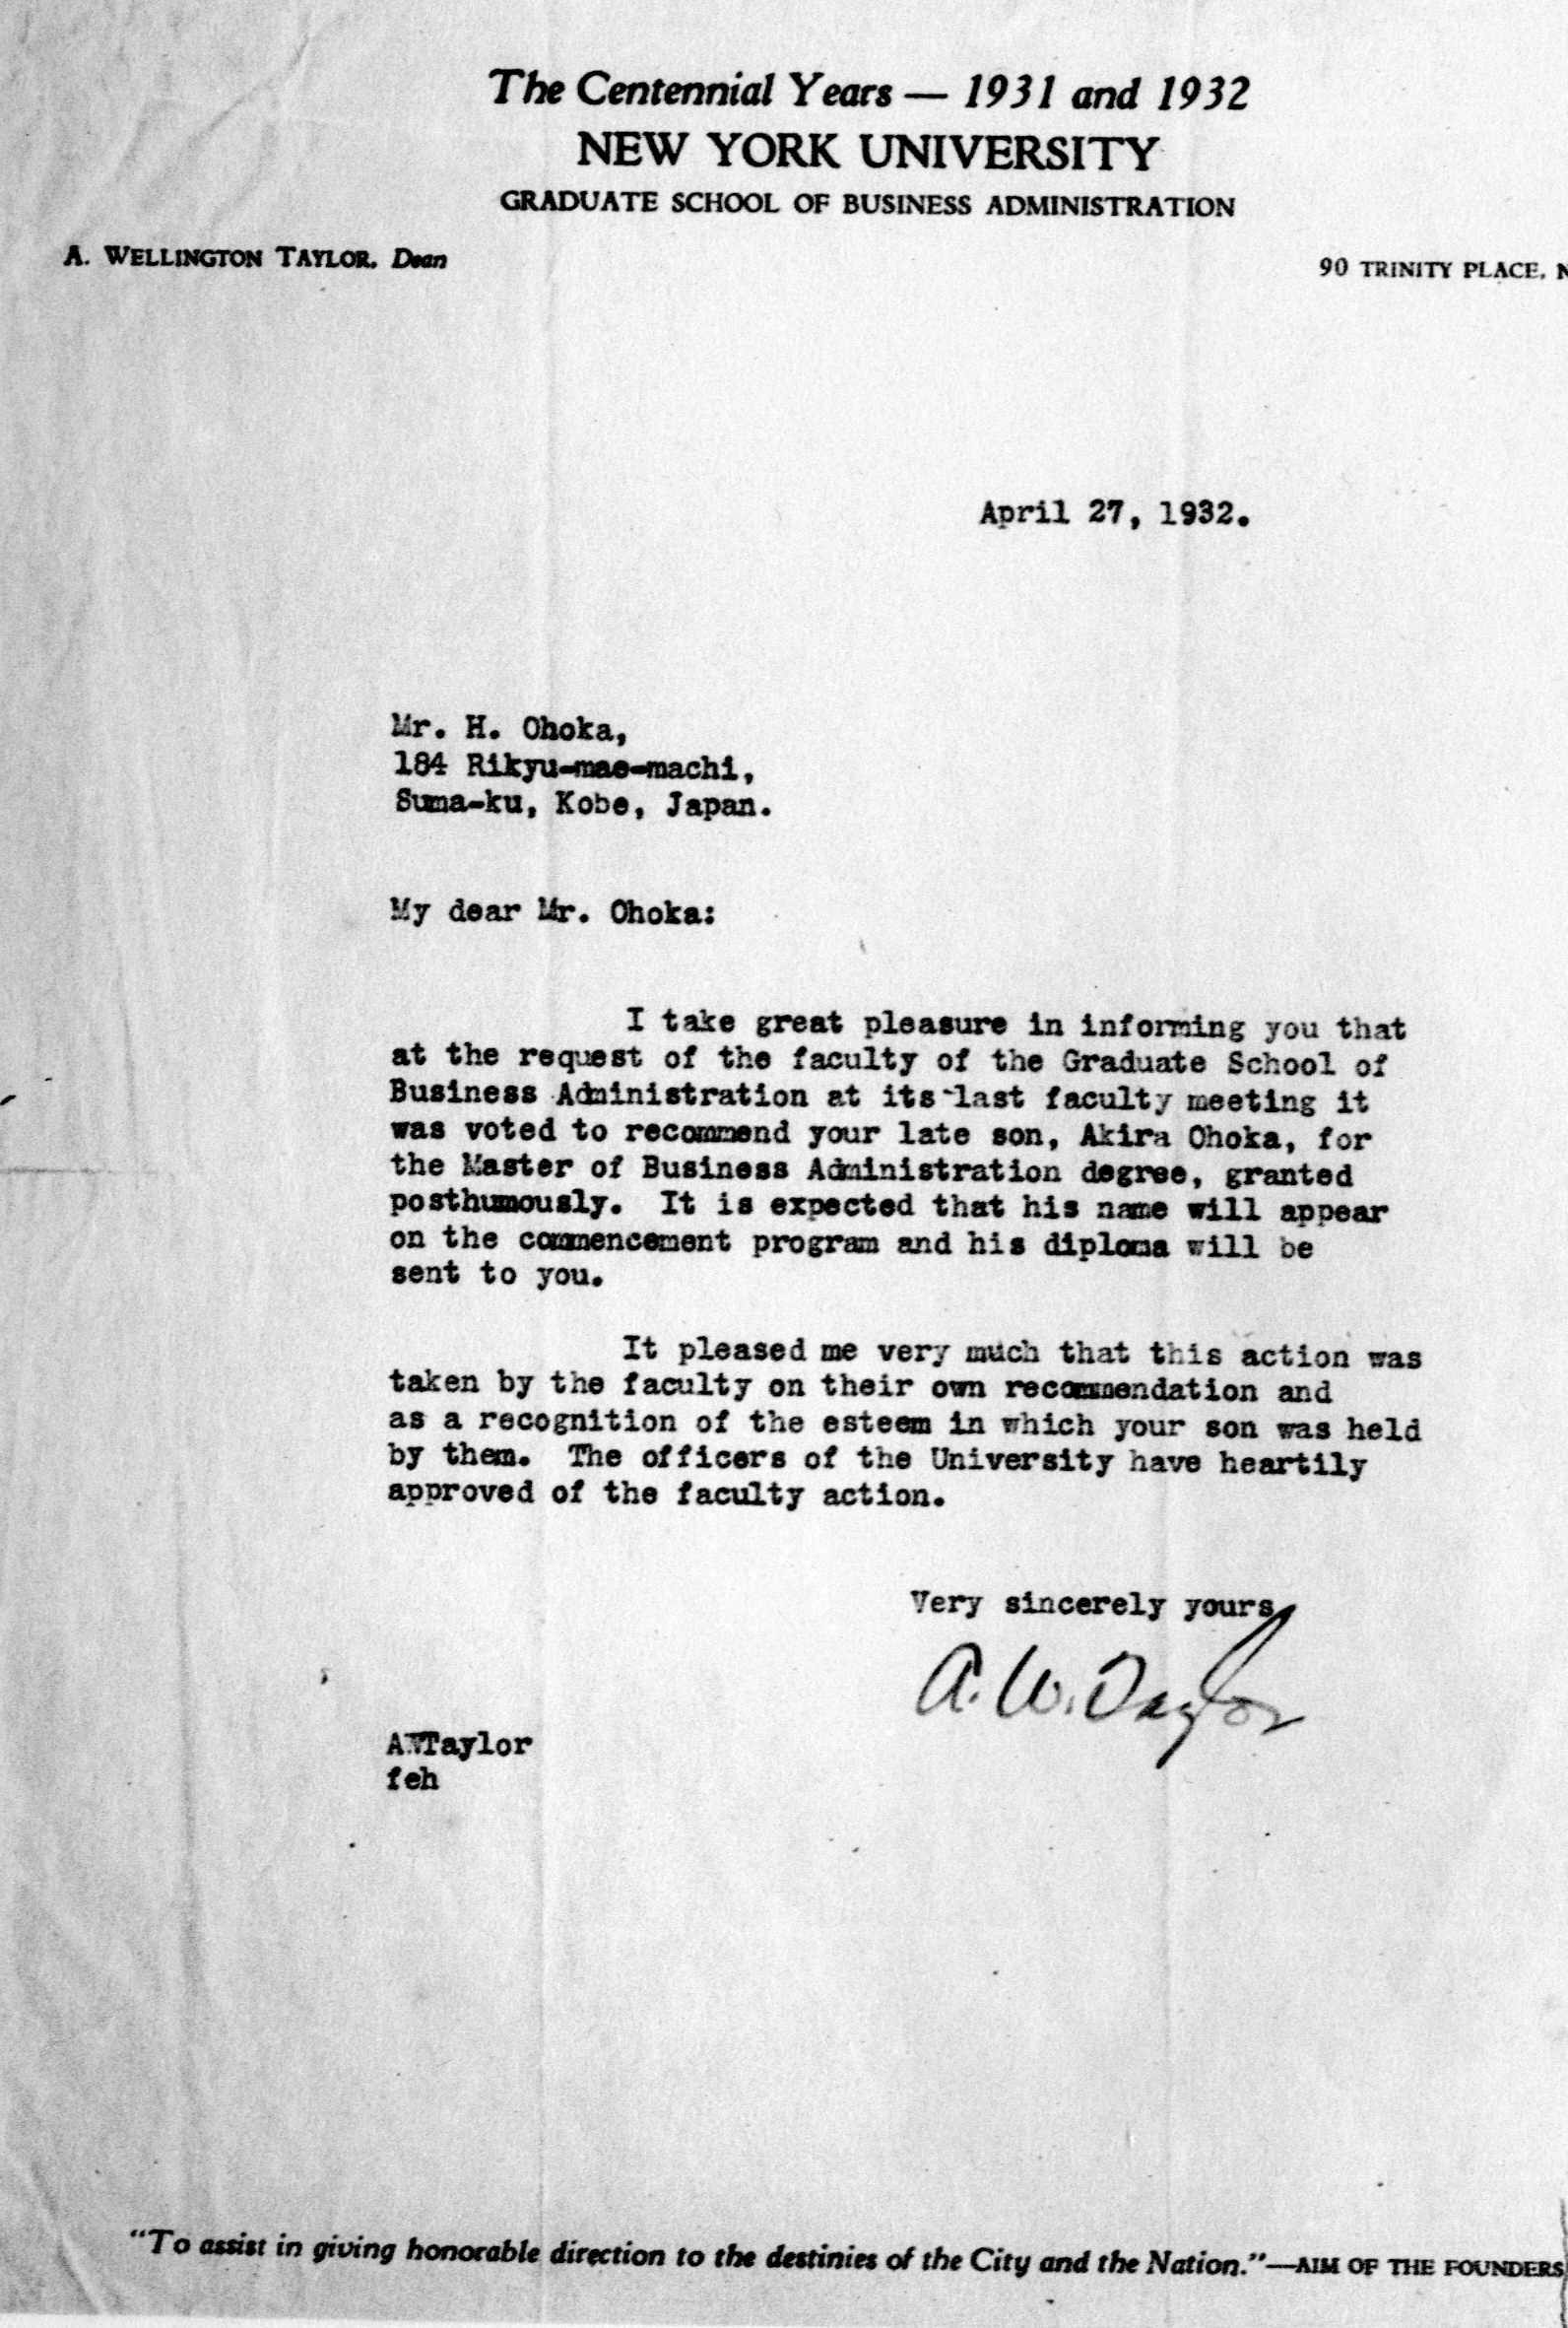 The Centennial Years — 1931 and 1932
NEW YORK UNIVERSITY
GRADUATE SCHOOL OF BUSINESS ADMINISTRATION
A. WELLINGTON TAYLOR, Dean
90 TRINITY PLACE, N
April 27, 1932.
Mr. H. Ohoka,
184 Rikyu-mae-machi,
Suma-ku, Kobe, Japan.
My dear Mr. Ohoka:
I take great pleasure in informing you that
at the request of the faculty of the Graduate School of
Business Administration at its last faculty meeting it
was voted to recommend your late son, Akira Ohoka, for
the Master of Business Administration degree, granted
posthumously. It is expected that his name will appear
on the commencement program and his diploma will be
sent to you.
It pleased me very much that this action was
taken by the faculty on their own recommendation and
as a recognition of the esteem in which your son was held
by them. The officers of the University have heartily
approved of the faculty action.
Very sincerely yours,
A. W. Taylor
AWTaylor
feh
"To assist in giving honorable direction to the destinies of the City and the Nation."—AIM OF THE FOUNDERS